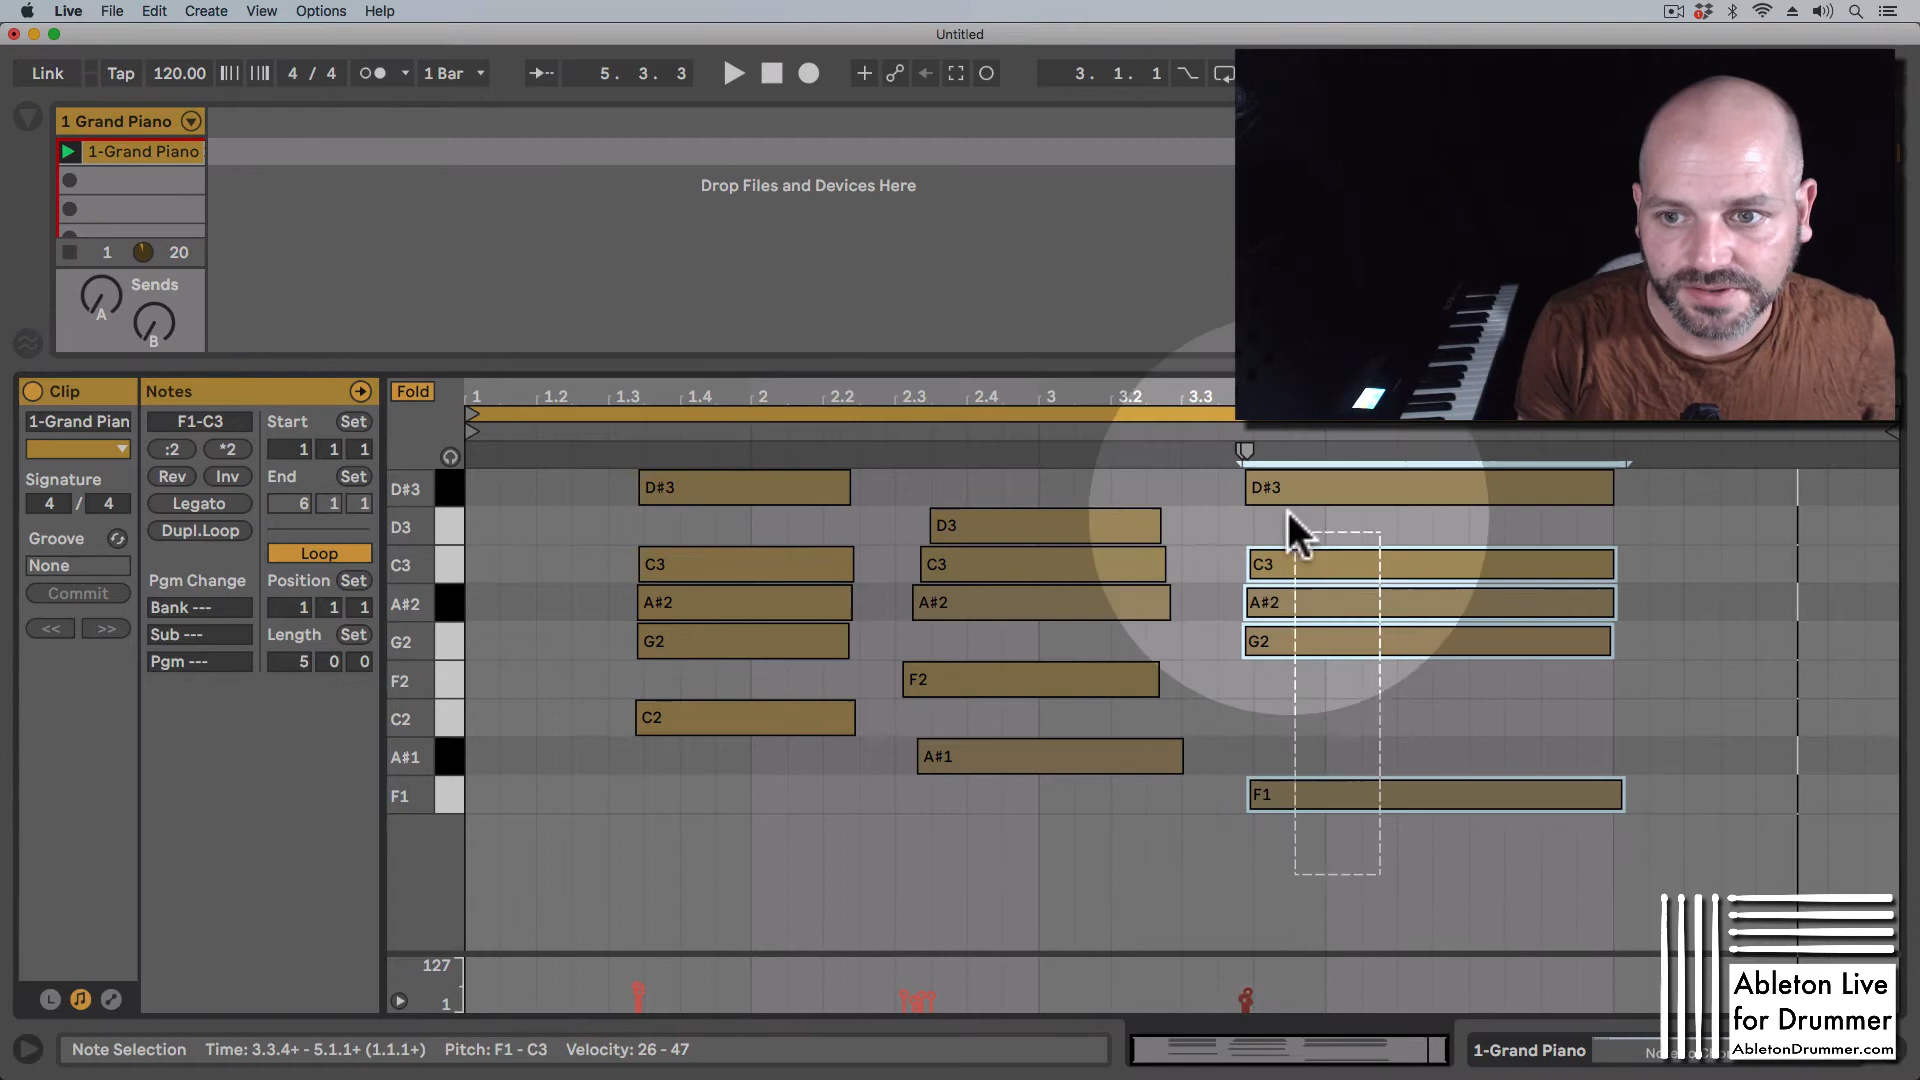 Live File Edit View Create Options Help
Untitled
Link Tap 120.00 4 / 4 1 Bar 5. 3. 3 3. 1. 1
1 Grand Piano
1-Grand Piano
Drop Files and Devices Here
1 20
Sends
A
B
Clip
1-Grand Pian
Signature
4 / 4
Groove
None
Commit
<< >>
Notes
F1-C3
:2 *2
Rev Inv
Legato
Dupl.Loop
Pgm Change
Bank ---
Sub ---
Pgm ---
Start Set
1 1 1
End Set
6 1 1
Loop
Position Set
1 1 1
Length Set
5 0 0
Fold
1 1.2 1.3 1.4 2 2.2 2.3 2.4 3 3.2 3.3
D#3 D#3 D#3
D3 D3
C3 C3 C3 C3
A#2 A#2 A#2 A#2
G2 G2 G2
F2 F2
C2 C2
A#1 A#1
F1 F1
127
1
L
Note Selection Time: 3.3.4+ - 5.1.1+ (1.1.1+) Pitch: F1 - C3 Velocity: 26 - 47
1-Grand Piano
Ableton Live
for Drummer
AbletonDrummer.com